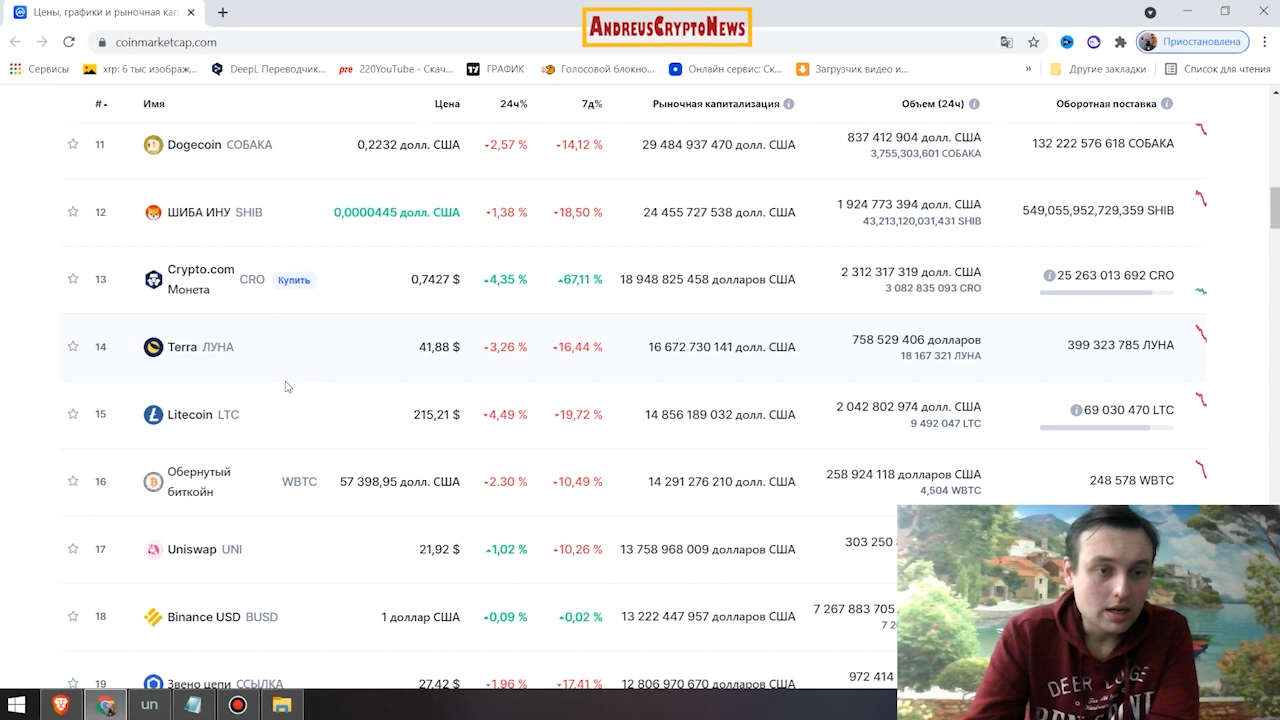 Цены, графики и рыночная кап
ANDREUSCRYPTONEWS
coinmarketcap.com
Приостановлена
Сервисы
xrp: 6 тыс изображ...
DeepL Переводчик...
pre 220YouTube - Скач...
ГРАФИК
Голосовой блокно...
Онлайн сервис: Ск...
Загрузчик видео и...
»
Другие закладки
Список для чтения
# Имя Цена 24ч% 7д% Рыночная капитализация Объем (24ч) Оборотная поставка
11 Dogecoin СОБАКА 0,2232 долл. США 2,57 % 14,12 % 29 484 937 470 долл. США 837 412 904 долл. США 132 222 576 618 СОБАКА
3,755,303,601 СОБАКА
12 ШИБА ИНУ SHIB 0,0000445 долл. США 1,38 % 18,50 % 24 455 727 538 долл. США 1 924 773 394 долл. США 549,055,952,729,359 SHIB
43,213,120,031,431 SHIB
13 Crypto.com Монета CRO Купить 0,7427 $ 4,35 % 67,11 % 18 948 825 458 долларов США 2 312 317 319 долл. США 25 263 013 692 CRO
3 082 835 093 CRO
14 Terra ЛУНА 41,88 $ 3,26 % 16,44 % 16 672 730 141 долл. США 758 529 406 долларов 399 323 785 ЛУНА
18 167 321 ЛУНА
15 Litecoin LTC 215,21 $ 4,49 % 19,72 % 14 856 189 032 долл. США 2 042 802 974 долл. США 69 030 470 LTC
9 492 047 LTC
16 Обернутый биткойн WBTC 57 398,95 долл. США 2.30 % 10,49 % 14 291 276 210 долл. США 258 924 118 долларов США 248 578 WBTC
4,504 WBTC
17 Uniswap UNI 21,92 $ 1,02 % 10,26 % 13 758 968 009 долларов США 303 250
18 Binance USD BUSD 1 доллар США 0,09 % 0,02 % 13 222 447 957 долл. США 7 267 883 705
19 Звено цепи ССЫЛКА 27,42 $ 1,96 % 17,41 % 12 806 970 670 долл. США 972 414
DEER
un